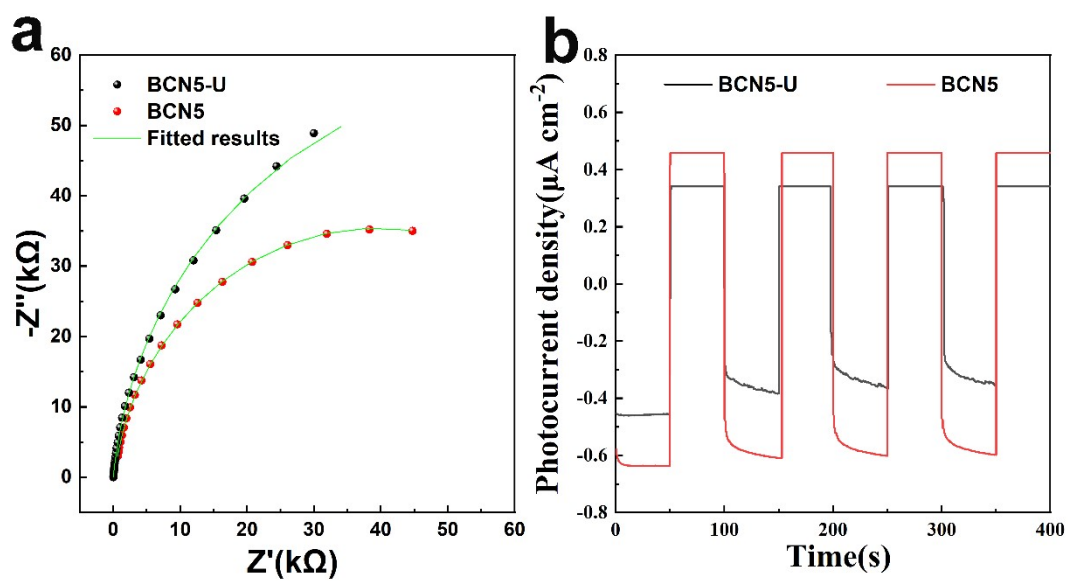 a
60
50
40
30
20
10
0
-Z''(kΩ)
BCN5-U
BCN5
Fitted results
0 10 20 30 40 50 60
Z'(kΩ)
b
0.8
0.6
0.4
0.2
0.0
-0.2
-0.4
-0.6
-0.8
Photocurrent density(μA cm⁻²)
BCN5-U BCN5
0 100 200 300 400
Time(s)